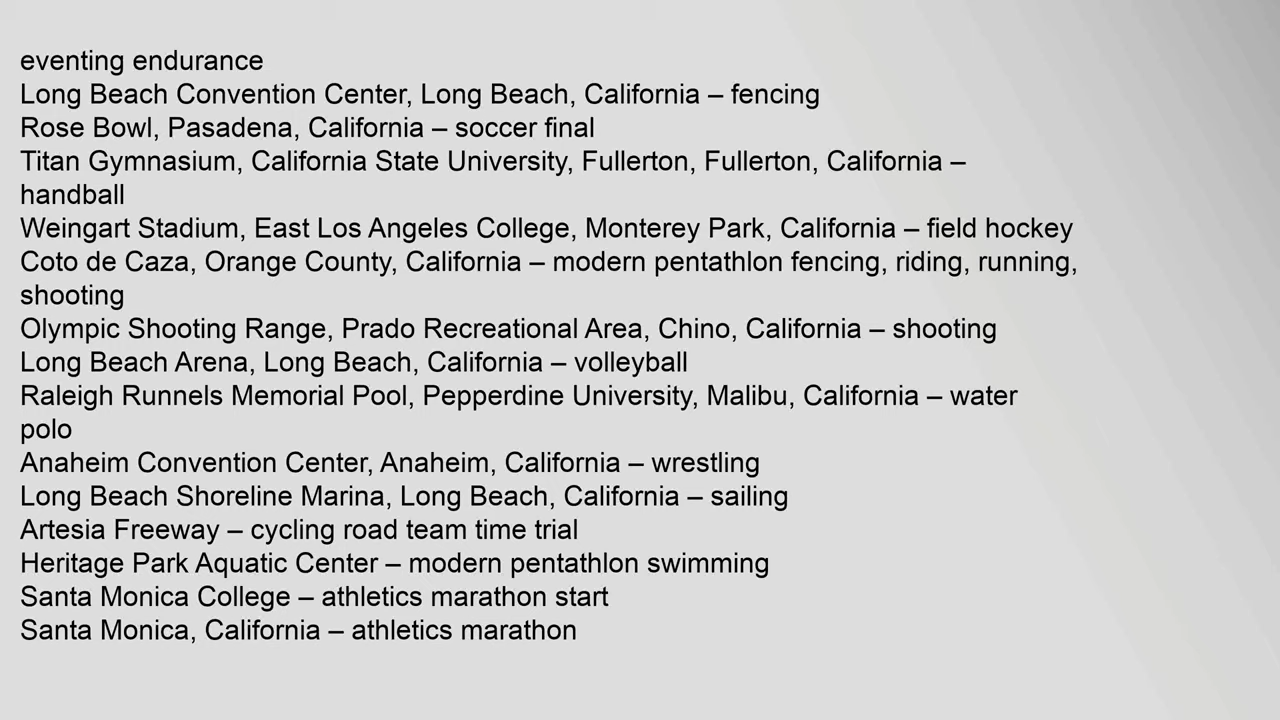 eventing endurance
Long Beach Convention Center, Long Beach, California – fencing
Rose Bowl, Pasadena, California – soccer final
Titan Gymnasium, California State University, Fullerton, Fullerton, California –
handball
Weingart Stadium, East Los Angeles College, Monterey Park, California – field hockey
Coto de Caza, Orange County, California – modern pentathlon fencing, riding, running,
shooting
Olympic Shooting Range, Prado Recreational Area, Chino, California – shooting
Long Beach Arena, Long Beach, California – volleyball
Raleigh Runnels Memorial Pool, Pepperdine University, Malibu, California – water
polo
Anaheim Convention Center, Anaheim, California – wrestling
Long Beach Shoreline Marina, Long Beach, California – sailing
Artesia Freeway – cycling road team time trial
Heritage Park Aquatic Center – modern pentathlon swimming
Santa Monica College – athletics marathon start
Santa Monica, California – athletics marathon